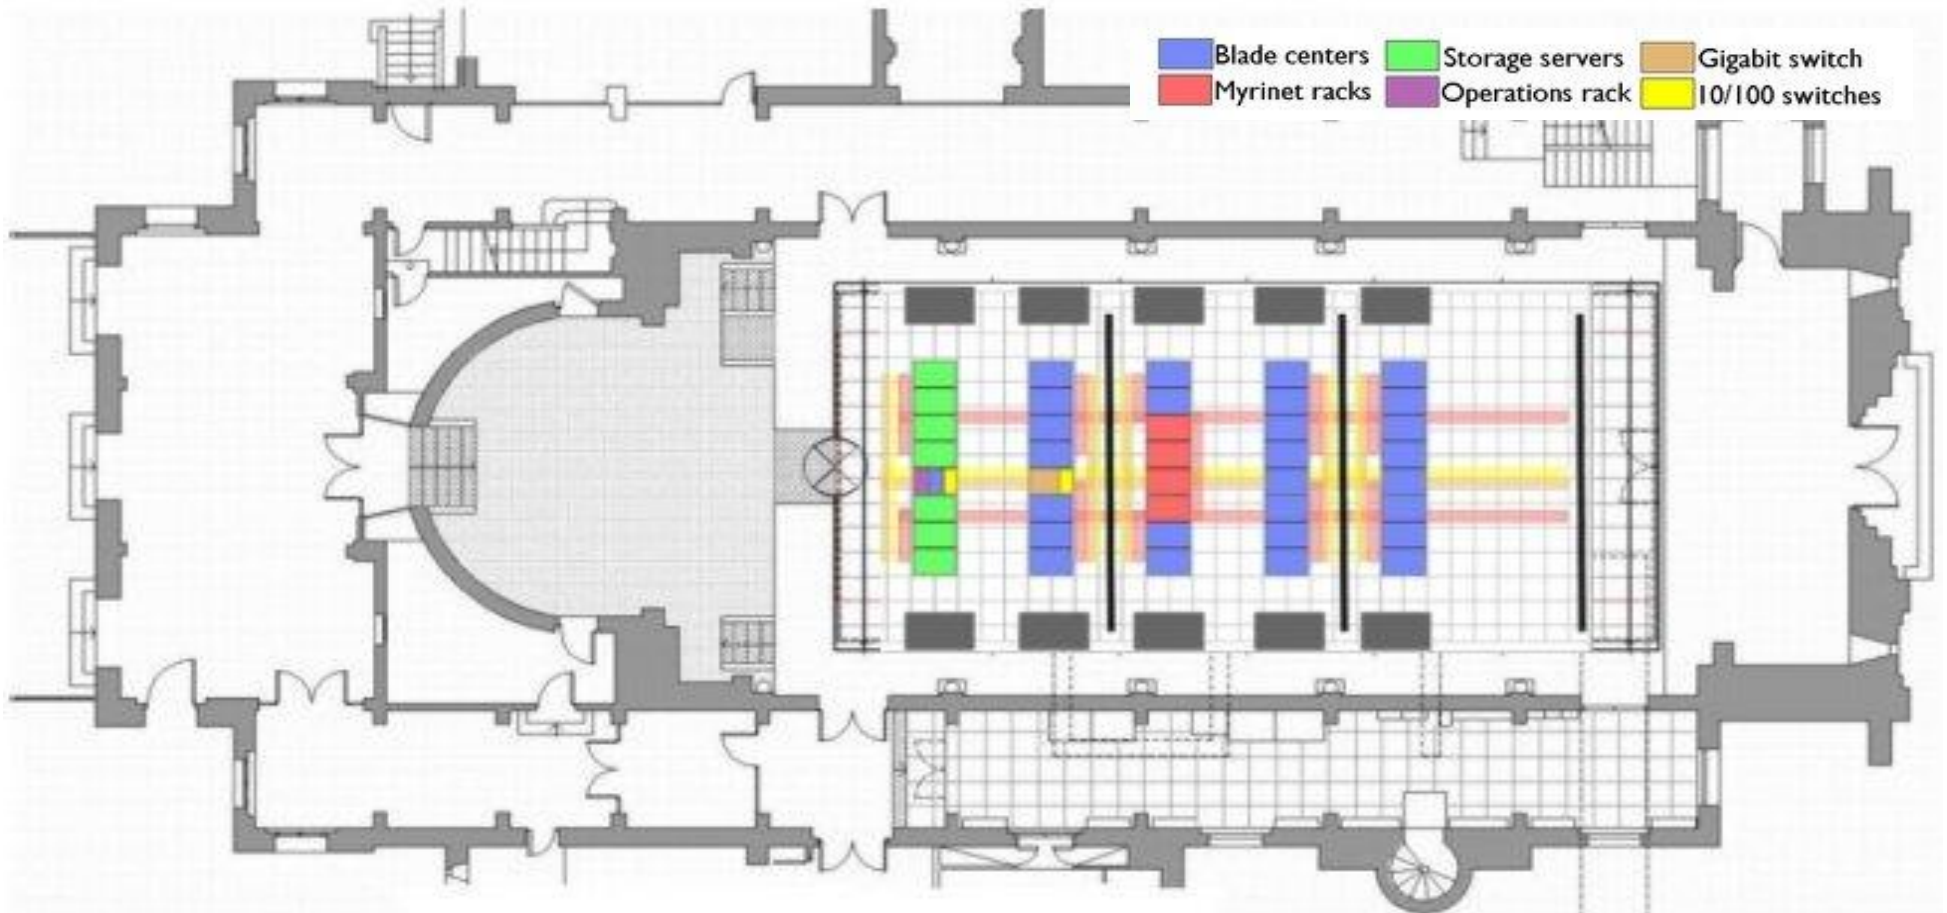 Blade centers Storage servers Gigabit switch
Myrinet racks Operations rack 10/100 switches